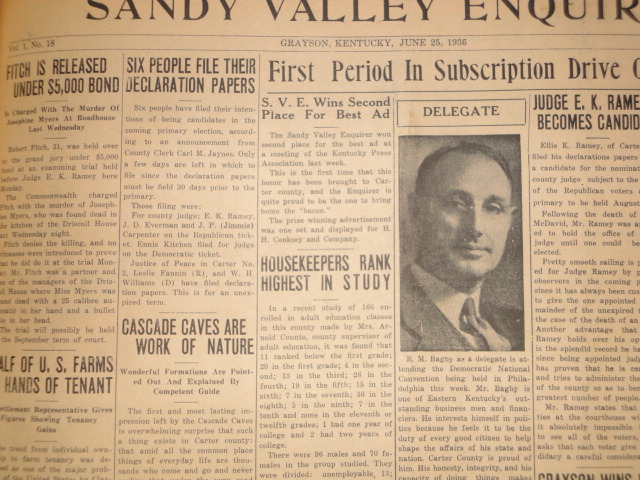 SANDY VALLEY ENQUIR
Vol. 1, No. 18
GRAYSON, KENTUCKY, JUNE 25, 1936
FITCH IS RELEASED
UNDER $5,000 BOND
Is Charged With The Murder Of
Josephine Myers At Roadhouse
Last Wednesday
Robert Fitch, 31, was held over
to the grand jury under $5,000
bond at an examining trial held
before Judge E. K. Ramey here
Monday.
The Commonwealth charged
Fitch with the murder of Joseph-
ine Myers, who was found dead in
the kitchen of the Driscoll House
last Wednesday night.
Fitch denies the killing, and no
witnesses were introduced to prove
that he did do it at the trial Mon-
day. Mr. Fitch was a partner and
one of the managers of the Dris-
coll House where Miss Myers was
found dead with a 25 calibre au-
tomatic in her hand and a bullet
in her head.
The trial will possibly be held
the September term of court.
ALF OF U. S. FARMS
HANDS OF TENANT
ettlement Representative Gives
Figures Showing Tenancy
Gains
The trend from individual own-
ship to farm tenancy was de-
as one of the major prob-
SIX PEOPLE FILE THEIR
DECLARATION PAPERS
Six people have filed their inten-
tions of being candidates in the
coming primary election, accord-
ing to an announcement from
County Clerk Carl M. Jaynes. Only
a few days are left in which to
file since the declaration papers
must be field 30 days prior to the
primary.
Those filing were:
For county judge; E. K. Ramey,
J. D. Everman and J. P. (Jimmie)
Carpenter on the Republican tick-
et. Ennis Kitchen filed for judge
on the Democratic ticket.
Justice of Peace in Carter No.
2, Leslie Fannin (R), and W. H.
Williams (D) have filed declara-
tion papers. This is for an unex-
pired term.
CASCADE CAVES ARE
WORK OF NATURE
Wonderful Formations Are Point-
ed Out And Explained By
Competent Guide
The first and most lasting im-
pression left by the Cascade Caves
is overwhelming surprise that such
a thing exists in Carter county:
that amid all the common place
things of everyday life are thou-
sands who come and go and never
First Period In Subscription Drive
S. V. E. Wins Second
Place For Best Ad
The Sandy Valley Enquirer won
second place for the best ad at
a meeting of the Kentucky Press
Association last week.
This is the first time that this
honor has been brought to Car-
ter county, and the Enquirer is
quite proud to be the one to bring
home the "bacon."
The prize winning advertisement
was one set and displayed for H.
H. Cooksey and Company.
HOUSEKEEPERS RANK
HIGHEST IN STUDY
In a recent study of 166 en-
rolled in adult education classes
in this county made by Mrs. Ar-
nold Counts, county supervisor of
adult education, it was found that
11 ranked below the first grade;
20 in the first grade; 4 in the sec-
ond; 13 in the third; 26 in the
fourth; 19 in the fifth; 15 in the
sixth; 7 in the seventh; 36 in the
eighth; 5 in the ninth; 7 in the
tenth and none in the eleventh or
twelfth grades; 1 had one year of
college and 2 had two years of
college.
There were 96 males and 70 fe-
males in the group studied. They
were divided: unemployable, 13;
DELEGATE
R. M. Bagby as a delegate is at-
tending the Democratic National
Convention being held in Phila-
delphia this week. Mr. Bagby is
one of Eastern Kentucky's out-
standing business men and finan-
ciers. He interests himself in poli-
tics because he feels it to be the
duty of every good citizen to help
shape the affairs of his state and
nation. Carter County is proud of
him. His honesty, integrity, and his
capacity of doing things makes
JUDGE E. K. RAME
BECOMES CANDID
Ellis K. Ramey, of Carter
filed his declarations papers
a candidate for the nominat
county judge, subject to the
of the Republican voters
primary to be held August
Following the death of
McDavid, Mr. Ramey was a
ed to hold the office of
judge until one could be
elected.
Pretty smooth sailing is p
ed for Judge Ramey by p
observers in the coming p
since it has always been cus
to give the one appointed
remainder of the unexpired t
the case of the death of an
Another advantage that
Ramey holds over his op
is the splendid record he has
since being appointed judg
has proven that he is con
and tries to administer t
of the county so as to be
greatest number of people.
Mr. Ramey states that
ties at the courthouse wi
it absolutely impossible
to see all of the voters,
asks that each voter give
didacy a careful consider
GRAYSON WINS